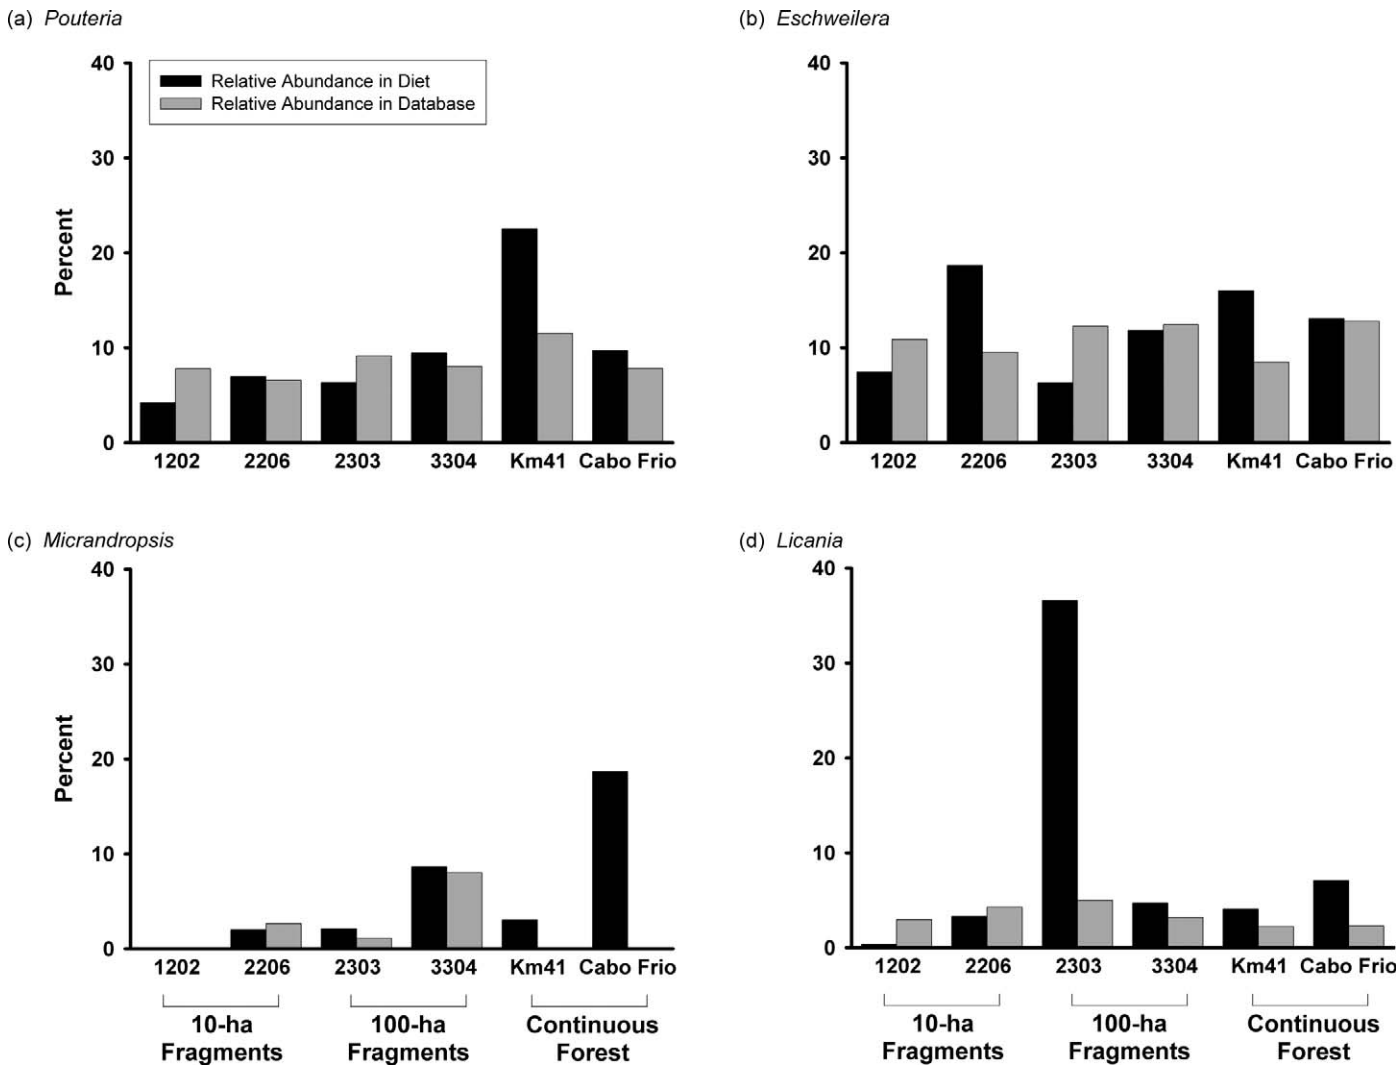 (a) Pouteria
40
30
20
10
0
Percent
Relative Abundance in Diet
Relative Abundance in Database
1202 2206 2303 3304 Km41 Cabo Frio
(b) Eschweilera
40
30
20
10
0
1202 2206 2303 3304 Km41 Cabo Frio
(c) Micrandropsis
40
30
20
10
0
Percent
1202 2206 2303 3304 Km41 Cabo Frio
10-ha 100-ha Continuous
Fragments Fragments Forest
(d) Licania
40
30
20
10
0
1202 2206 2303 3304 Km41 Cabo Frio
10-ha 100-ha Continuous
Fragments Fragments Forest